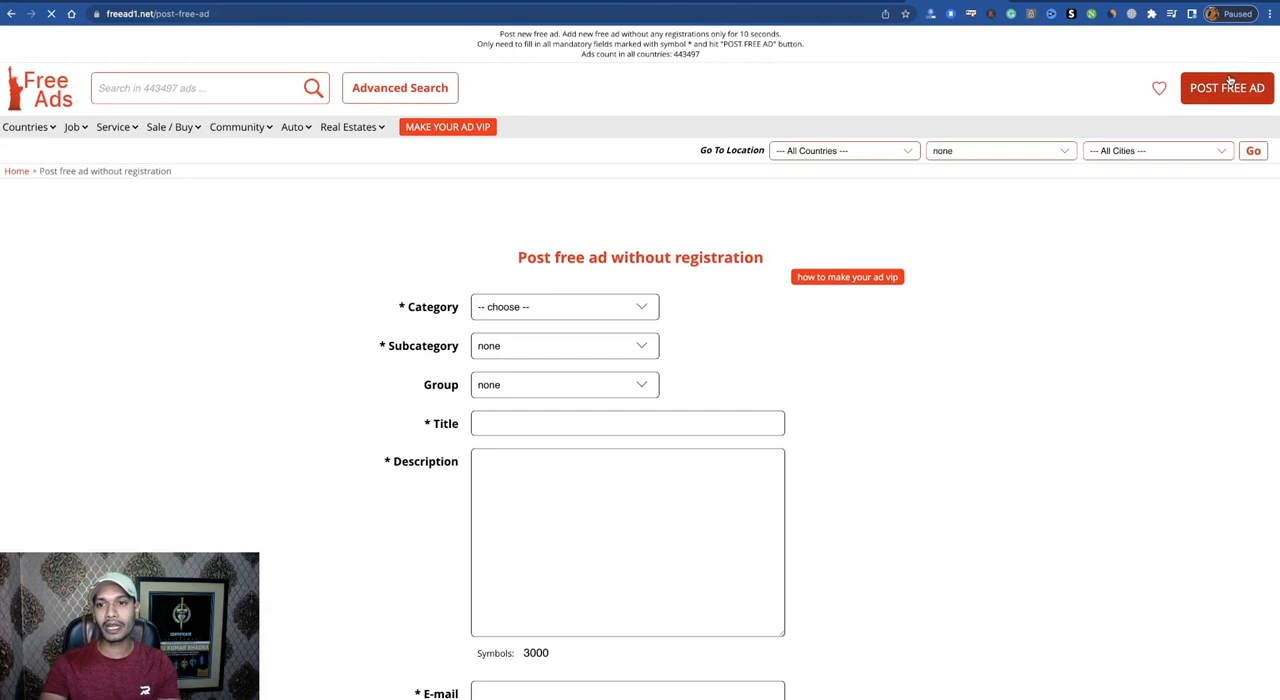 freead1.net/post-free-ad
Paused
Post new free ad. Add new free ad without any registrations only for 10 seconds.
Only need to fill in all mandatory fields marked with symbol * and hit "POST FREE AD" button.
Ads count in all countries: 443497
Free
Ads
Search in 443497 ads ...
Advanced Search
POST FREE AD
Countries
Job
Service
Sale / Buy
Community
Auto
Real Estates
MAKE YOUR AD VIP
Go To Location
--- All Countries ---
none
--- All Cities ---
Go
Home » Post free ad without registration
Post free ad without registration
how to make your ad vip
* Category
-- choose --
* Subcategory
none
Group
none
* Title
* Description
Symbols: 3000
* E-mail
CERTIFICATE
KUMAR BHADRA